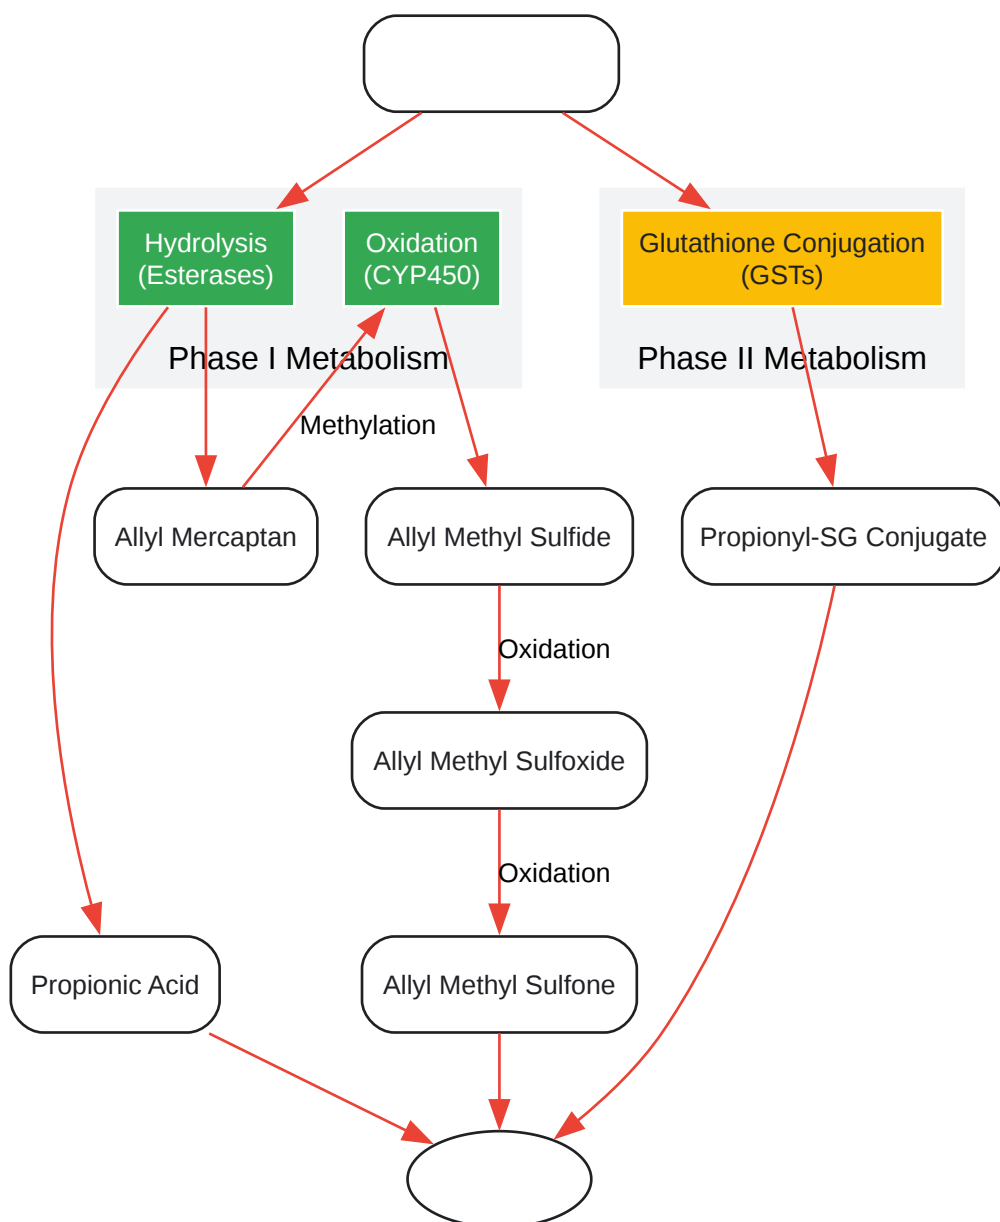 Hydrolysis
(Esterases)
Oxidation
(CYP450)
Glutathione Conjugation
(GSTs)
Phase I Metabolism
Phase II Metabolism
Methylation
Allyl Mercaptan
Allyl Methyl Sulfide
Propionyl-SG Conjugate
Oxidation
Allyl Methyl Sulfoxide
Oxidation
Propionic Acid
Allyl Methyl Sulfone